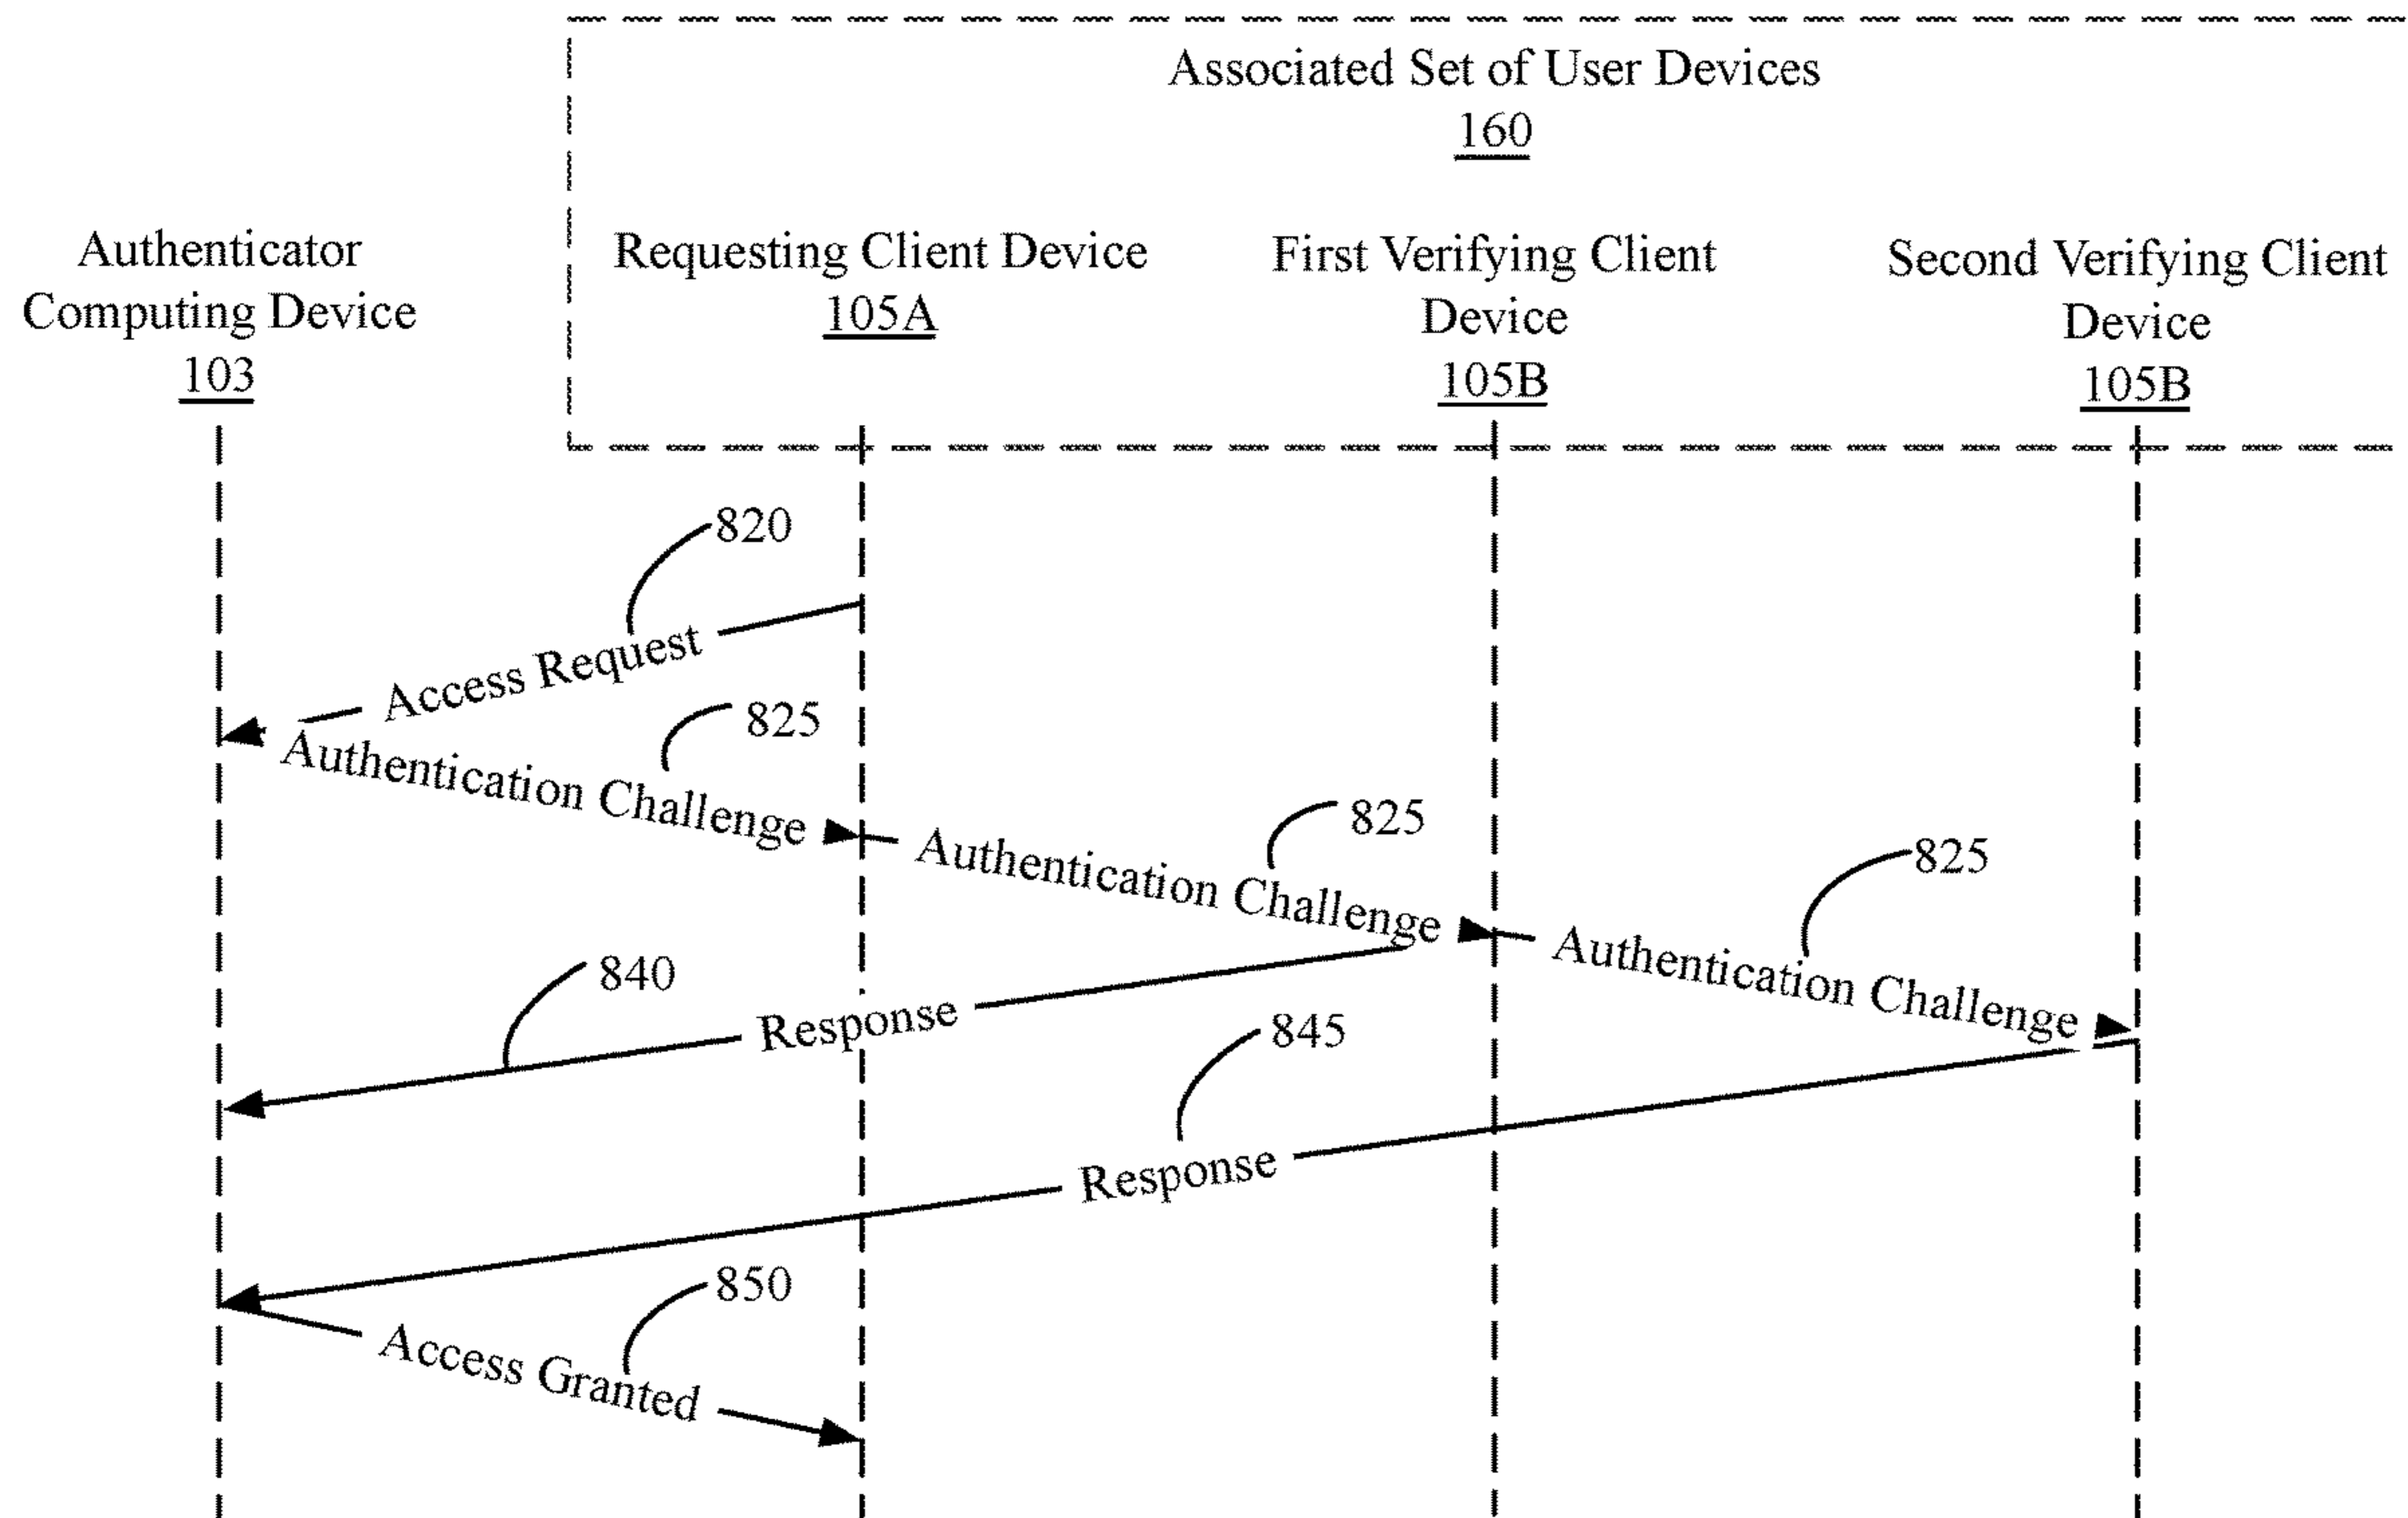 Associated Set of User Devices
160
Authenticator
Computing Device
103
Requesting Client Device
105A
First Verifying Client
Device
105B
Second Verifying Client
Device
105B
820
Access Request
825
Authentication Challenge
825
Authentication Challenge
825
Authentication Challenge
840
Response
845
Response
850
Access Granted